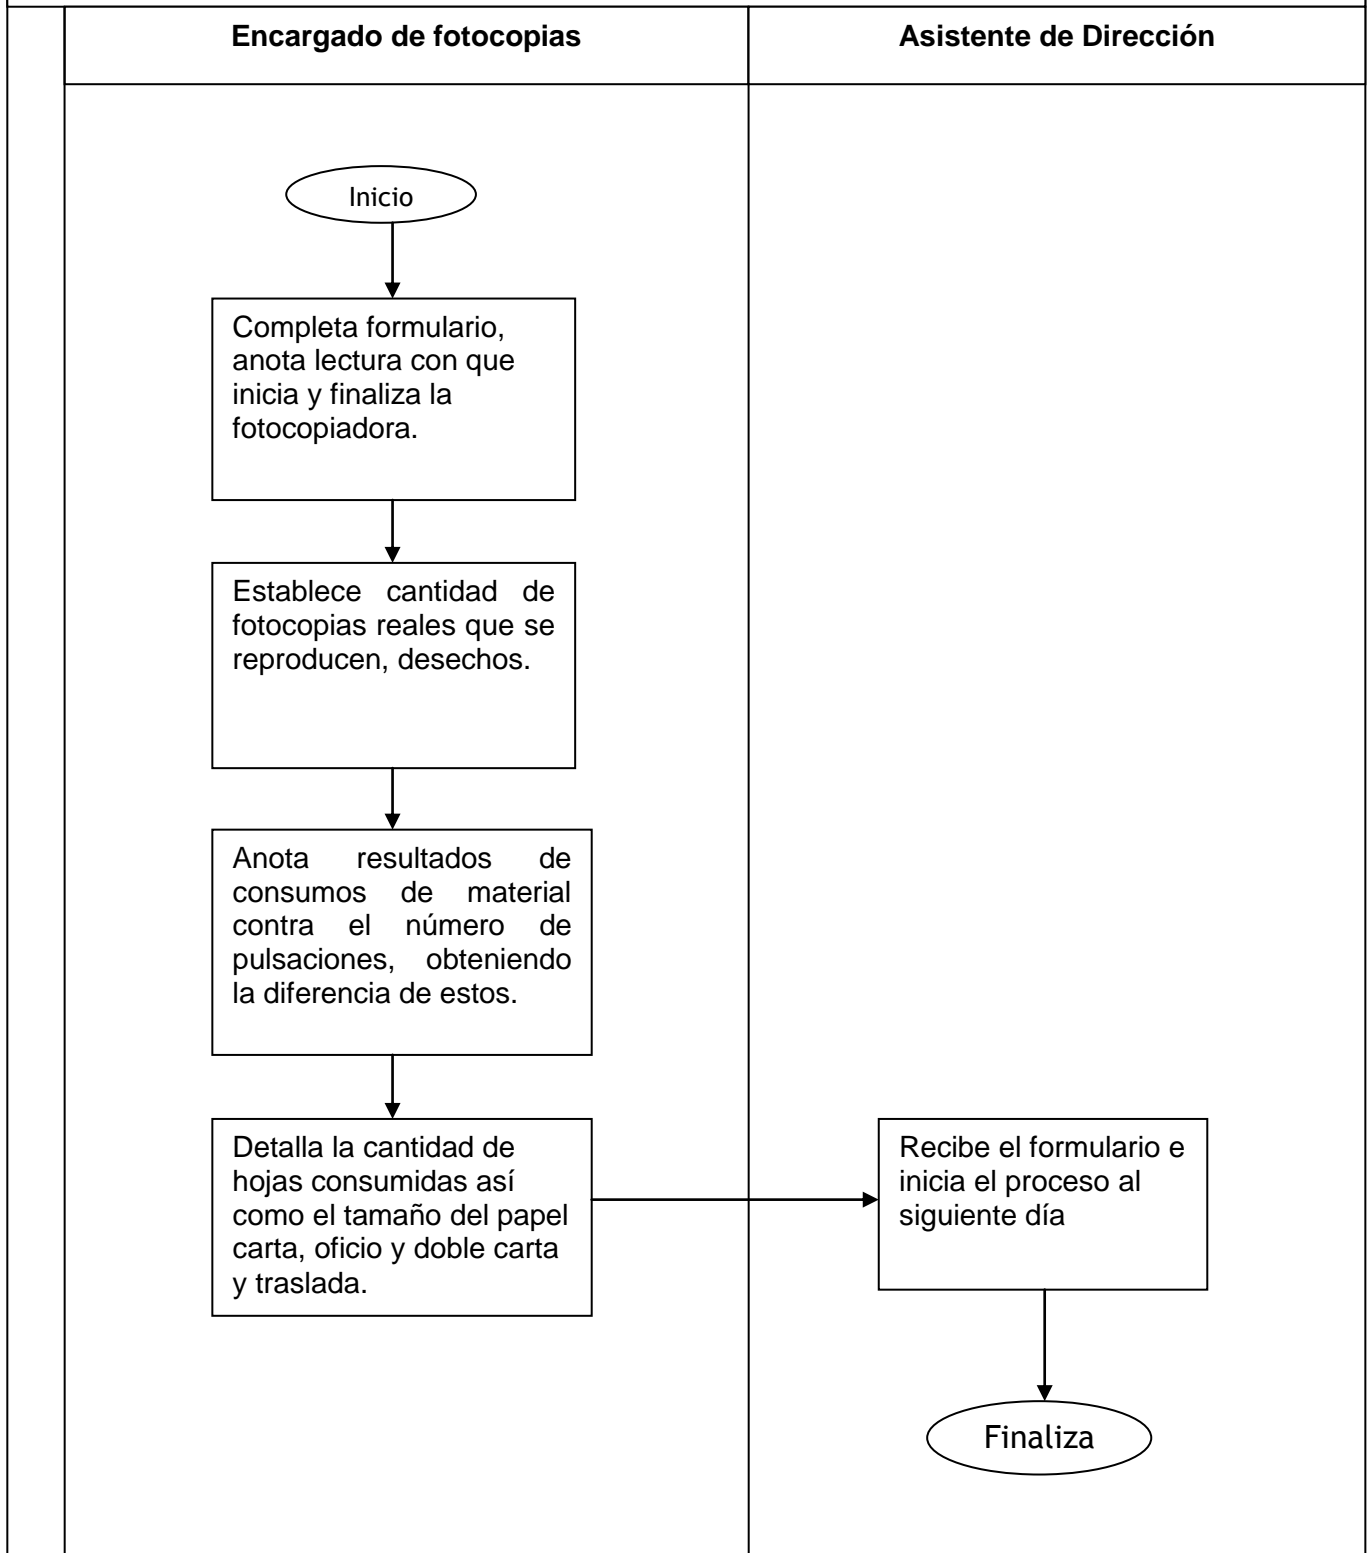 Encargado de fotocopias
Asistente de Dirección
Inicio
Completa formulario,
anota lectura con que
inicia y finaliza la
fotocopiadora.
Establece cantidad de
fotocopias reales que se
reproducen, desechos.
Anota resultados de
consumos de material
contra el número de
pulsaciones, obteniendo
la diferencia de estos.
Detalla la cantidad de
hojas consumidas así
como el tamaño del papel
carta, oficio y doble carta
y traslada.
Recibe el formulario e
inicia el proceso al
siguiente día
Finaliza